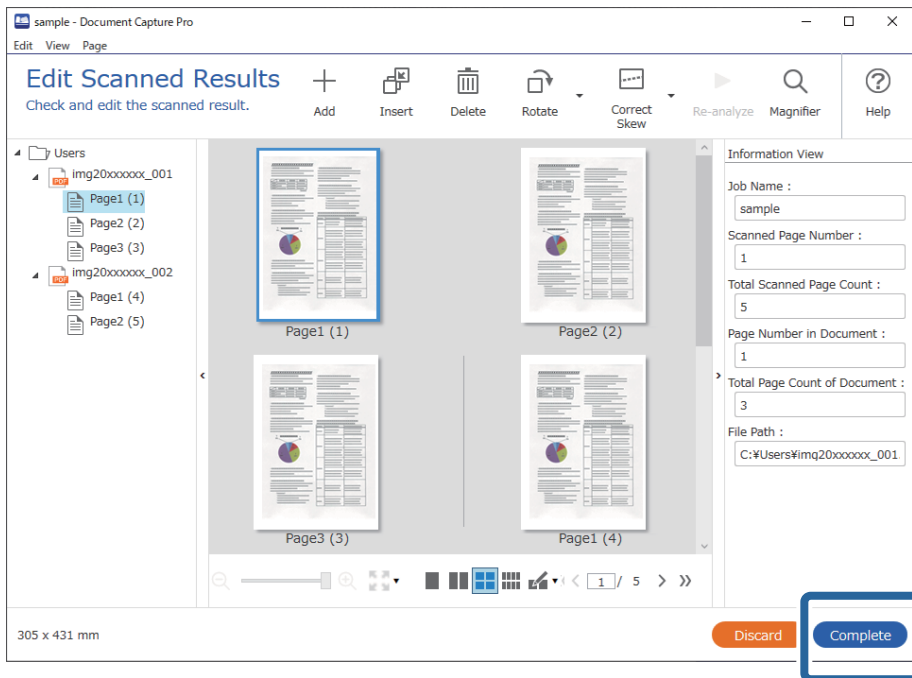 sample - Document Capture Pro
Edit View Page
Edit Scanned Results
Check and edit the scanned result.
Add
Insert
Delete
Rotate
Correct
Skew
Re-analyze
Magnifier
Help
Users
PDF img20xxxxxx_001
Page1 (1)
Page2 (2)
Page3 (3)
PDF img20xxxxxx_002
Page1 (4)
Page2 (5)
Page1 (1)
Page2 (2)
Page3 (3)
Page1 (4)
1 / 5
Information View
Job Name :
sample
Scanned Page Number :
1
Total Scanned Page Count :
5
Page Number in Document :
1
Total Page Count of Document :
3
File Path :
C:¥Users¥img20xxxxxx_001
305 x 431 mm
Discard
Complete